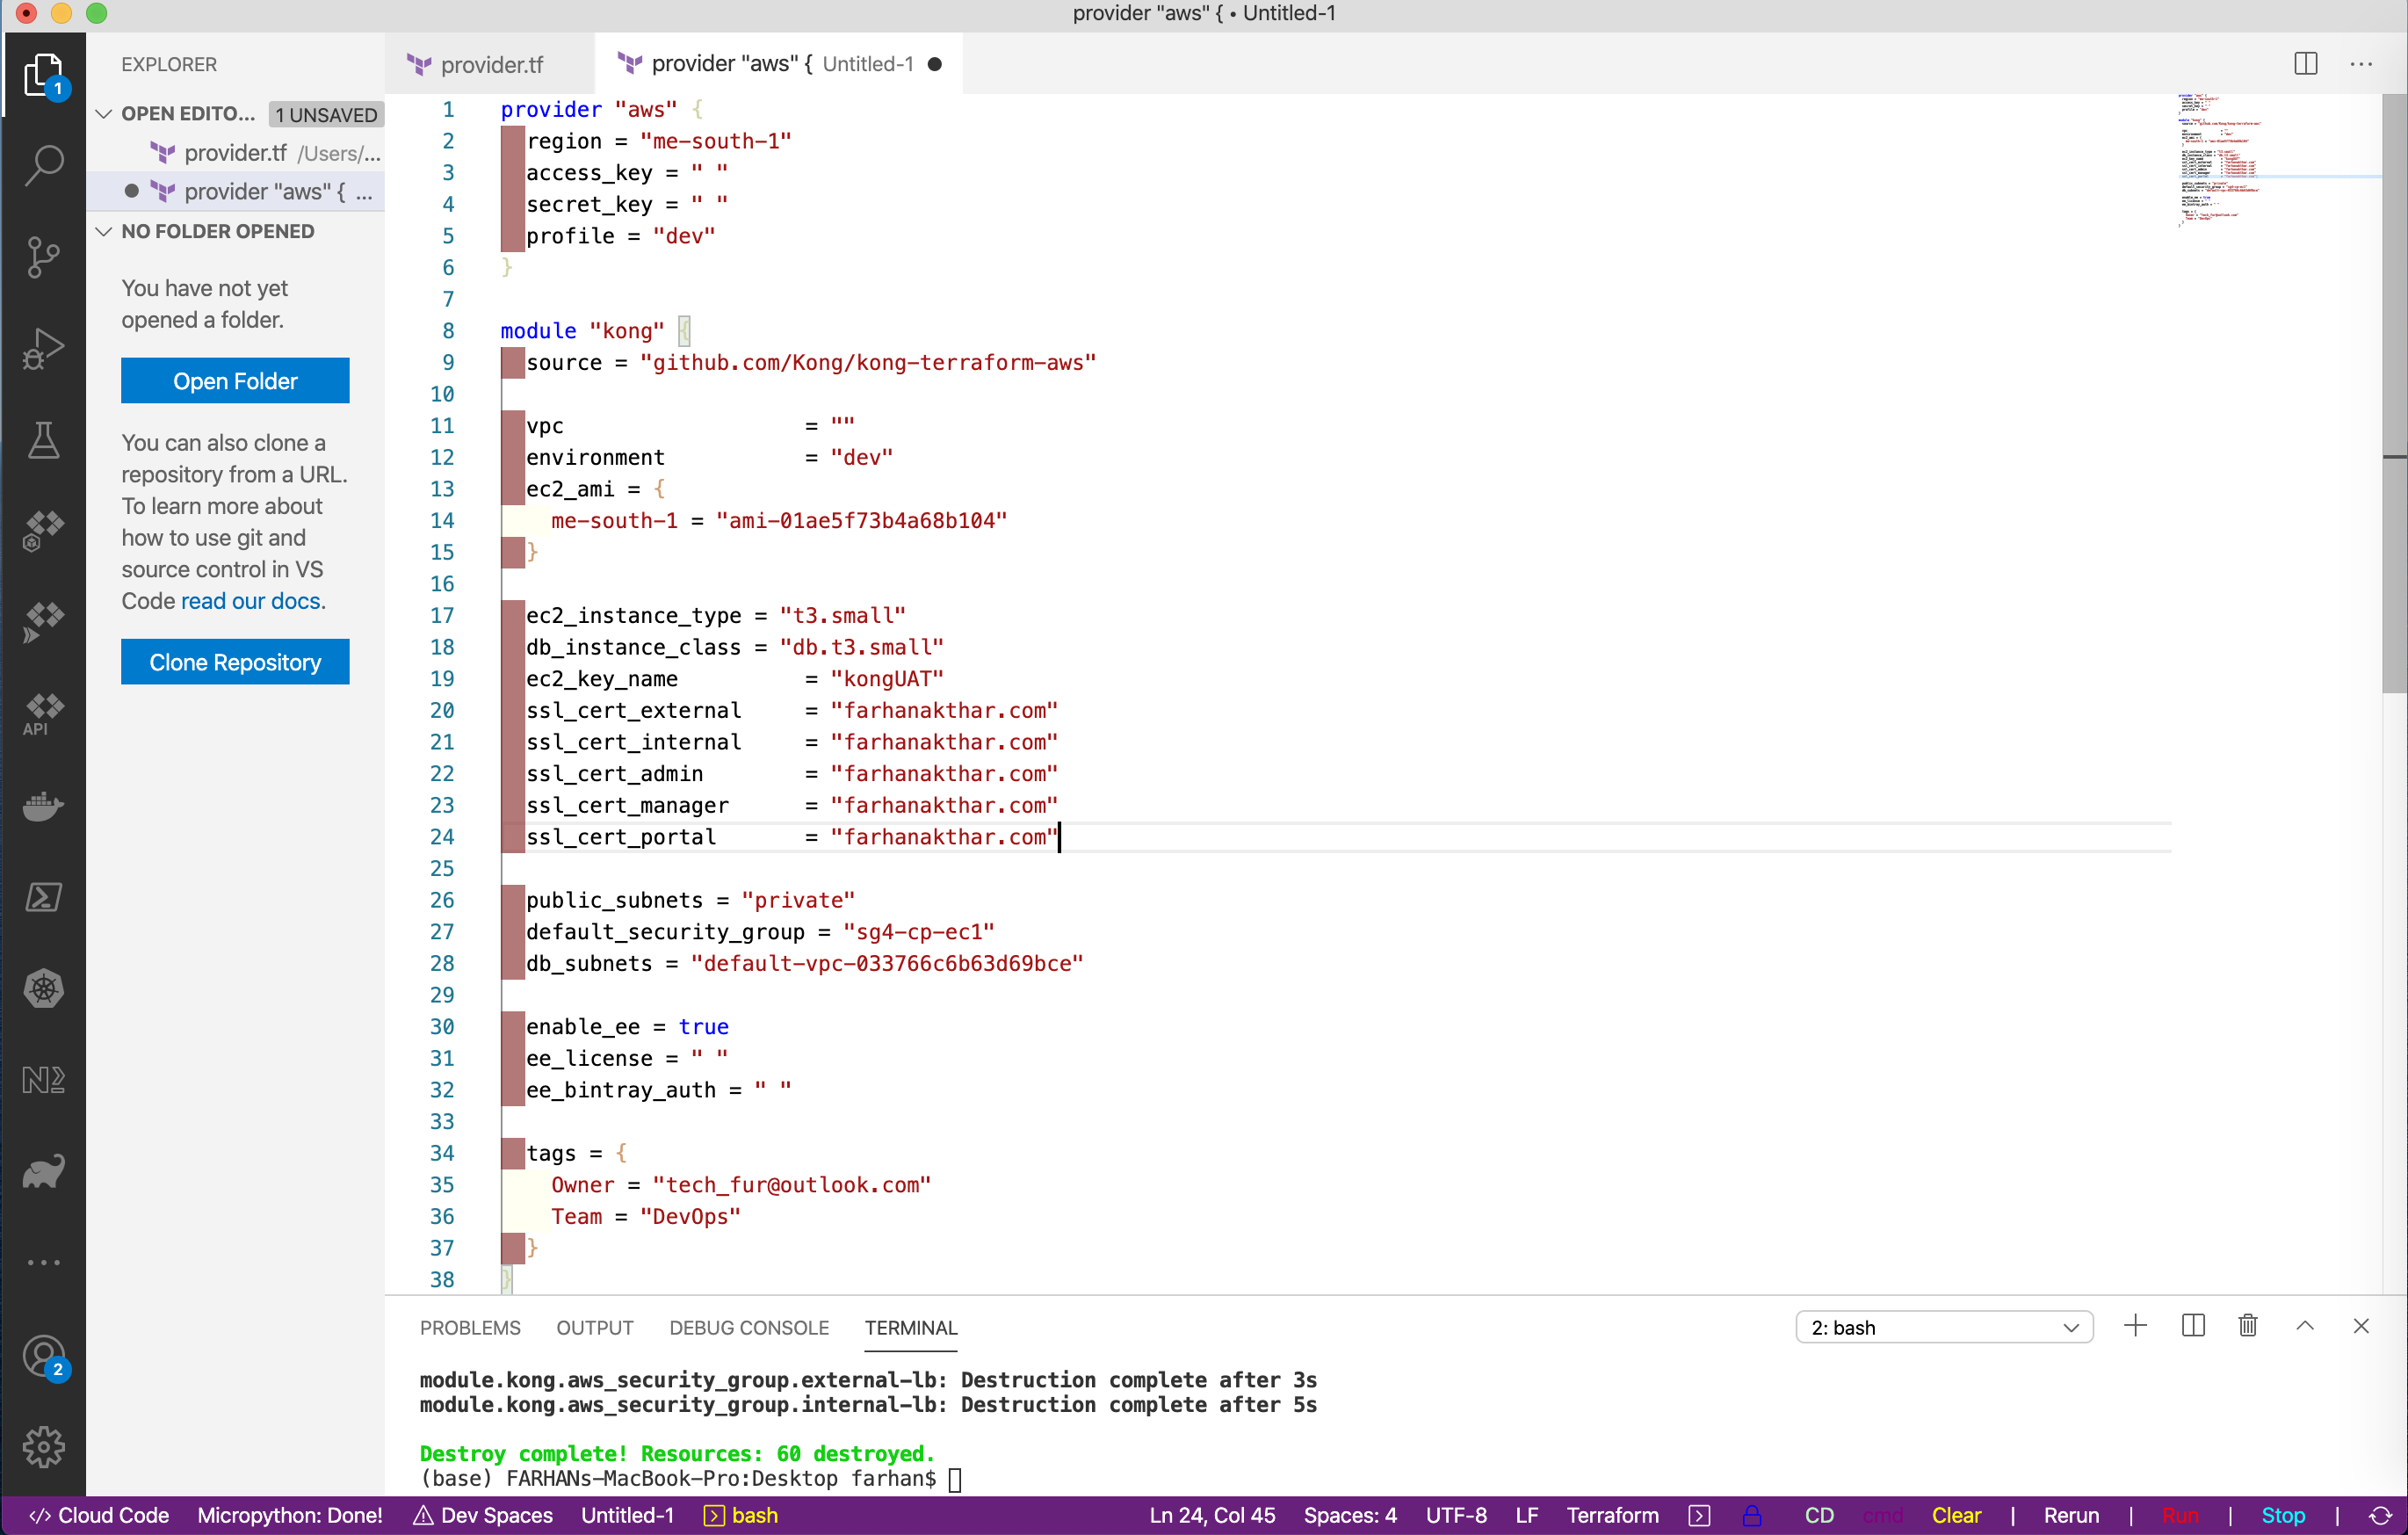 provider "aws" { • Untitled-1
EXPLORER
OPEN EDITO... 1 UNSAVED
provider.tf /Users/...
provider "aws" { ...
NO FOLDER OPENED
You have not yet
opened a folder.
Open Folder
You can also clone a
repository from a URL.
To learn more about
how to use git and
source control in VS
Code read our docs.
Clone Repository
1
API
2
provider.tf
provider "aws" { Untitled-1
1 provider "aws" {
2 region = "me-south-1"
3 access_key = " "
4 secret_key = " "
5 profile = "dev"
6 }
7
8 module "kong" {
9 source = "github.com/Kong/kong-terraform-aws"
10
11 vpc = ""
12 environment = "dev"
13 ec2_ami = {
14 me-south-1 = "ami-01ae5f73b4a68b104"
15 }
16
17 ec2_instance_type = "t3.small"
18 db_instance_class = "db.t3.small"
19 ec2_key_name = "kongUAT"
20 ssl_cert_external = "farhanakthar.com"
21 ssl_cert_internal = "farhanakthar.com"
22 ssl_cert_admin = "farhanakthar.com"
23 ssl_cert_manager = "farhanakthar.com"
24 ssl_cert_portal = "farhanakthar.com"
25
26 public_subnets = "private"
27 default_security_group = "sg4-cp-ec1"
28 db_subnets = "default-vpc-033766c6b63d69bce"
29
30 enable_ee = true
31 ee_license = " "
32 ee_bintray_auth = " "
33
34 tags = {
35 Owner = "tech_fur@outlook.com"
36 Team = "DevOps"
37 }
38 }
PROBLEMS OUTPUT DEBUG CONSOLE TERMINAL 2: bash
module.kong.aws_security_group.external-lb: Destruction complete after 3s
module.kong.aws_security_group.internal-lb: Destruction complete after 5s
Destroy complete! Resources: 60 destroyed.
(base) FARHANs-MacBook-Pro:Desktop farhan$
Cloud Code Micropython: Done! Dev Spaces Untitled-1 bash Ln 24, Col 45 Spaces: 4 UTF-8 LF Terraform CD cmd Clear | Rerun | Run | Stop |